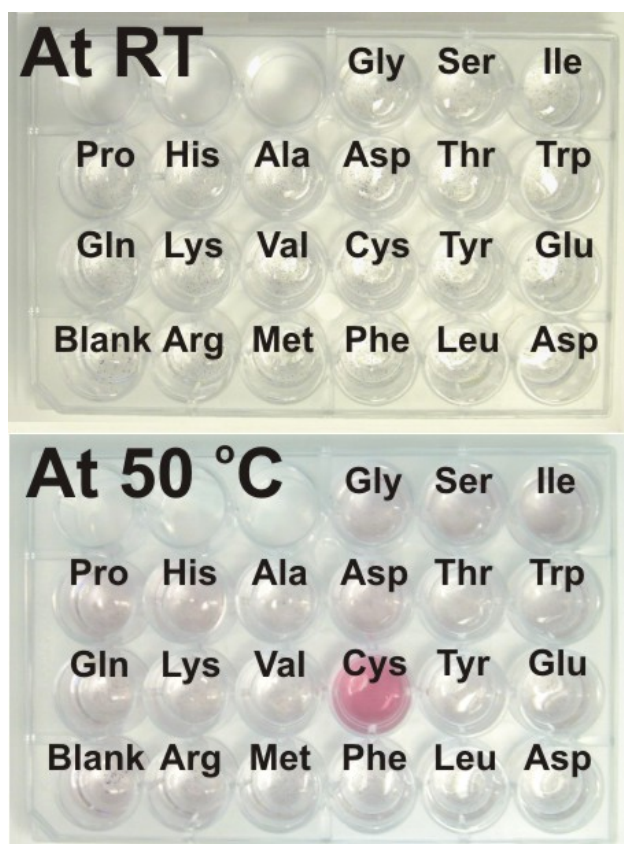 At RT Gly Ser Ile
Pro His Ala Asp Thr Trp
Gln Lys Val Cys Tyr Glu
Blank Arg Met Phe Leu Asp
At 50 °C Gly Ser Ile
Pro His Ala Asp Thr Trp
Gln Lys Val Cys Tyr Glu
Blank Arg Met Phe Leu Asp